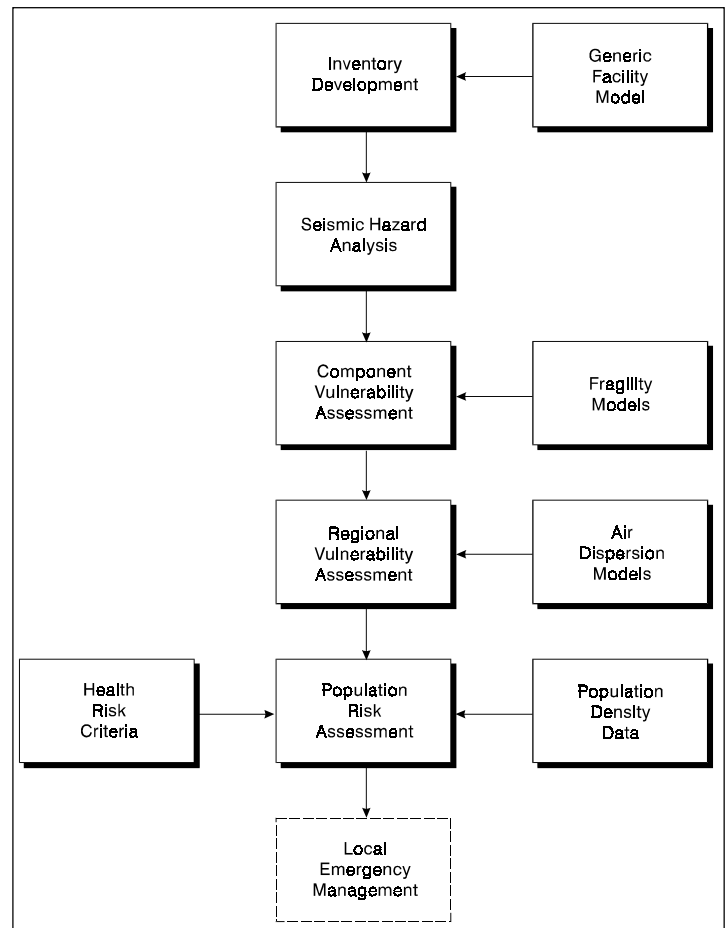 Inventory
Development
Generic
Facility
Model
Seismic Hazard
Analysis
Component
Vulnerability
Assessment
Fragility
Models
Regional
Vulnerability
Assessment
Air
Dispersion
Models
Health
Risk
Criteria
Population
Risk
Assessment
Population
Density
Data
Local
Emergency
Management